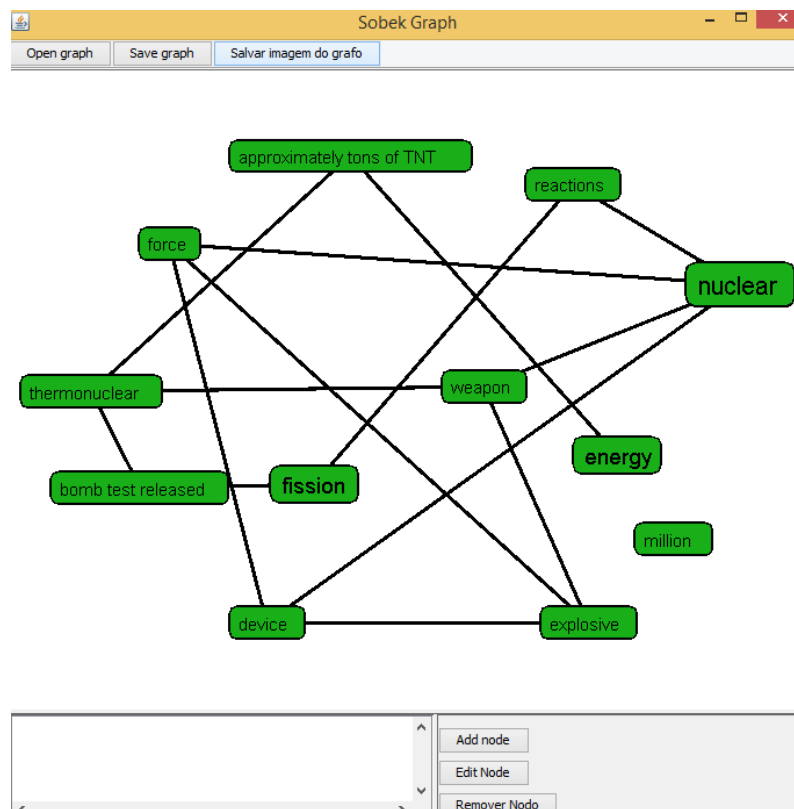 Sobek Graph
Open graph Save graph Salvar imagem do grafo
approximately tons of TNT
reactions
force
nuclear
thermonuclear
weapon
energy
bomb test released
fission
million
device
explosive
Add node
Edit Node
Remover Nodo